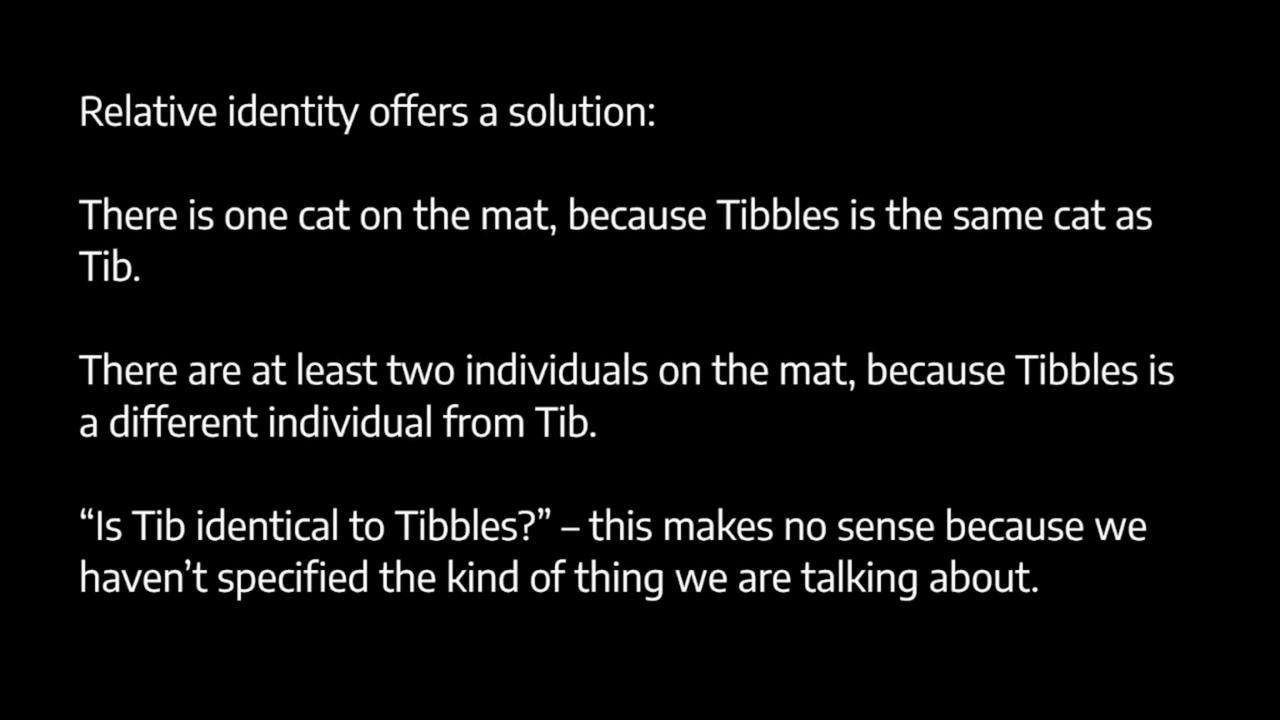 Relative identity offers a solution:
There is one cat on the mat, because Tibbles is the same cat as
Tib.
There are at least two individuals on the mat, because Tibbles is
a different individual from Tib.
“Is Tib identical to Tibbles?” – this makes no sense because we
haven’t specified the kind of thing we are talking about.